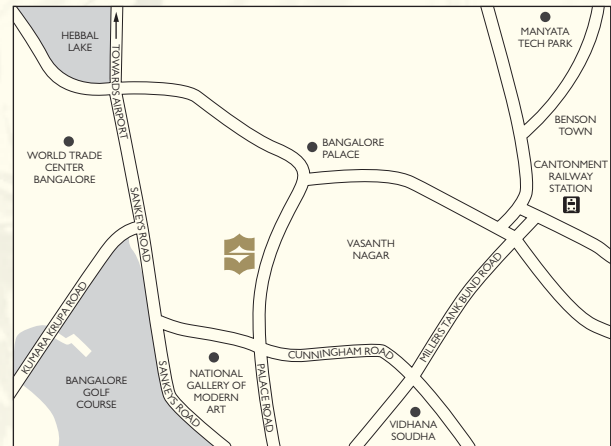 HEBBAL
LAKE
TOWARDS AIRPORT
MANYATA
TECH PARK
BENSON
TOWN
WORLD TRADE
CENTER
BANGALORE
BANGALORE
PALACE
CANTONMENT
RAILWAY
STATION
SANKEYS ROAD
VASANTH
NAGAR
KUMARA KRUPA ROAD
MILLERS TANK BUND ROAD
CUNNINGHAM ROAD
BANGALORE
GOLF
COURSE
SANKEYS ROAD
NATIONAL
GALLERY OF
MODERN
ART
PALACE ROAD
VIDHANA
SOUDHA